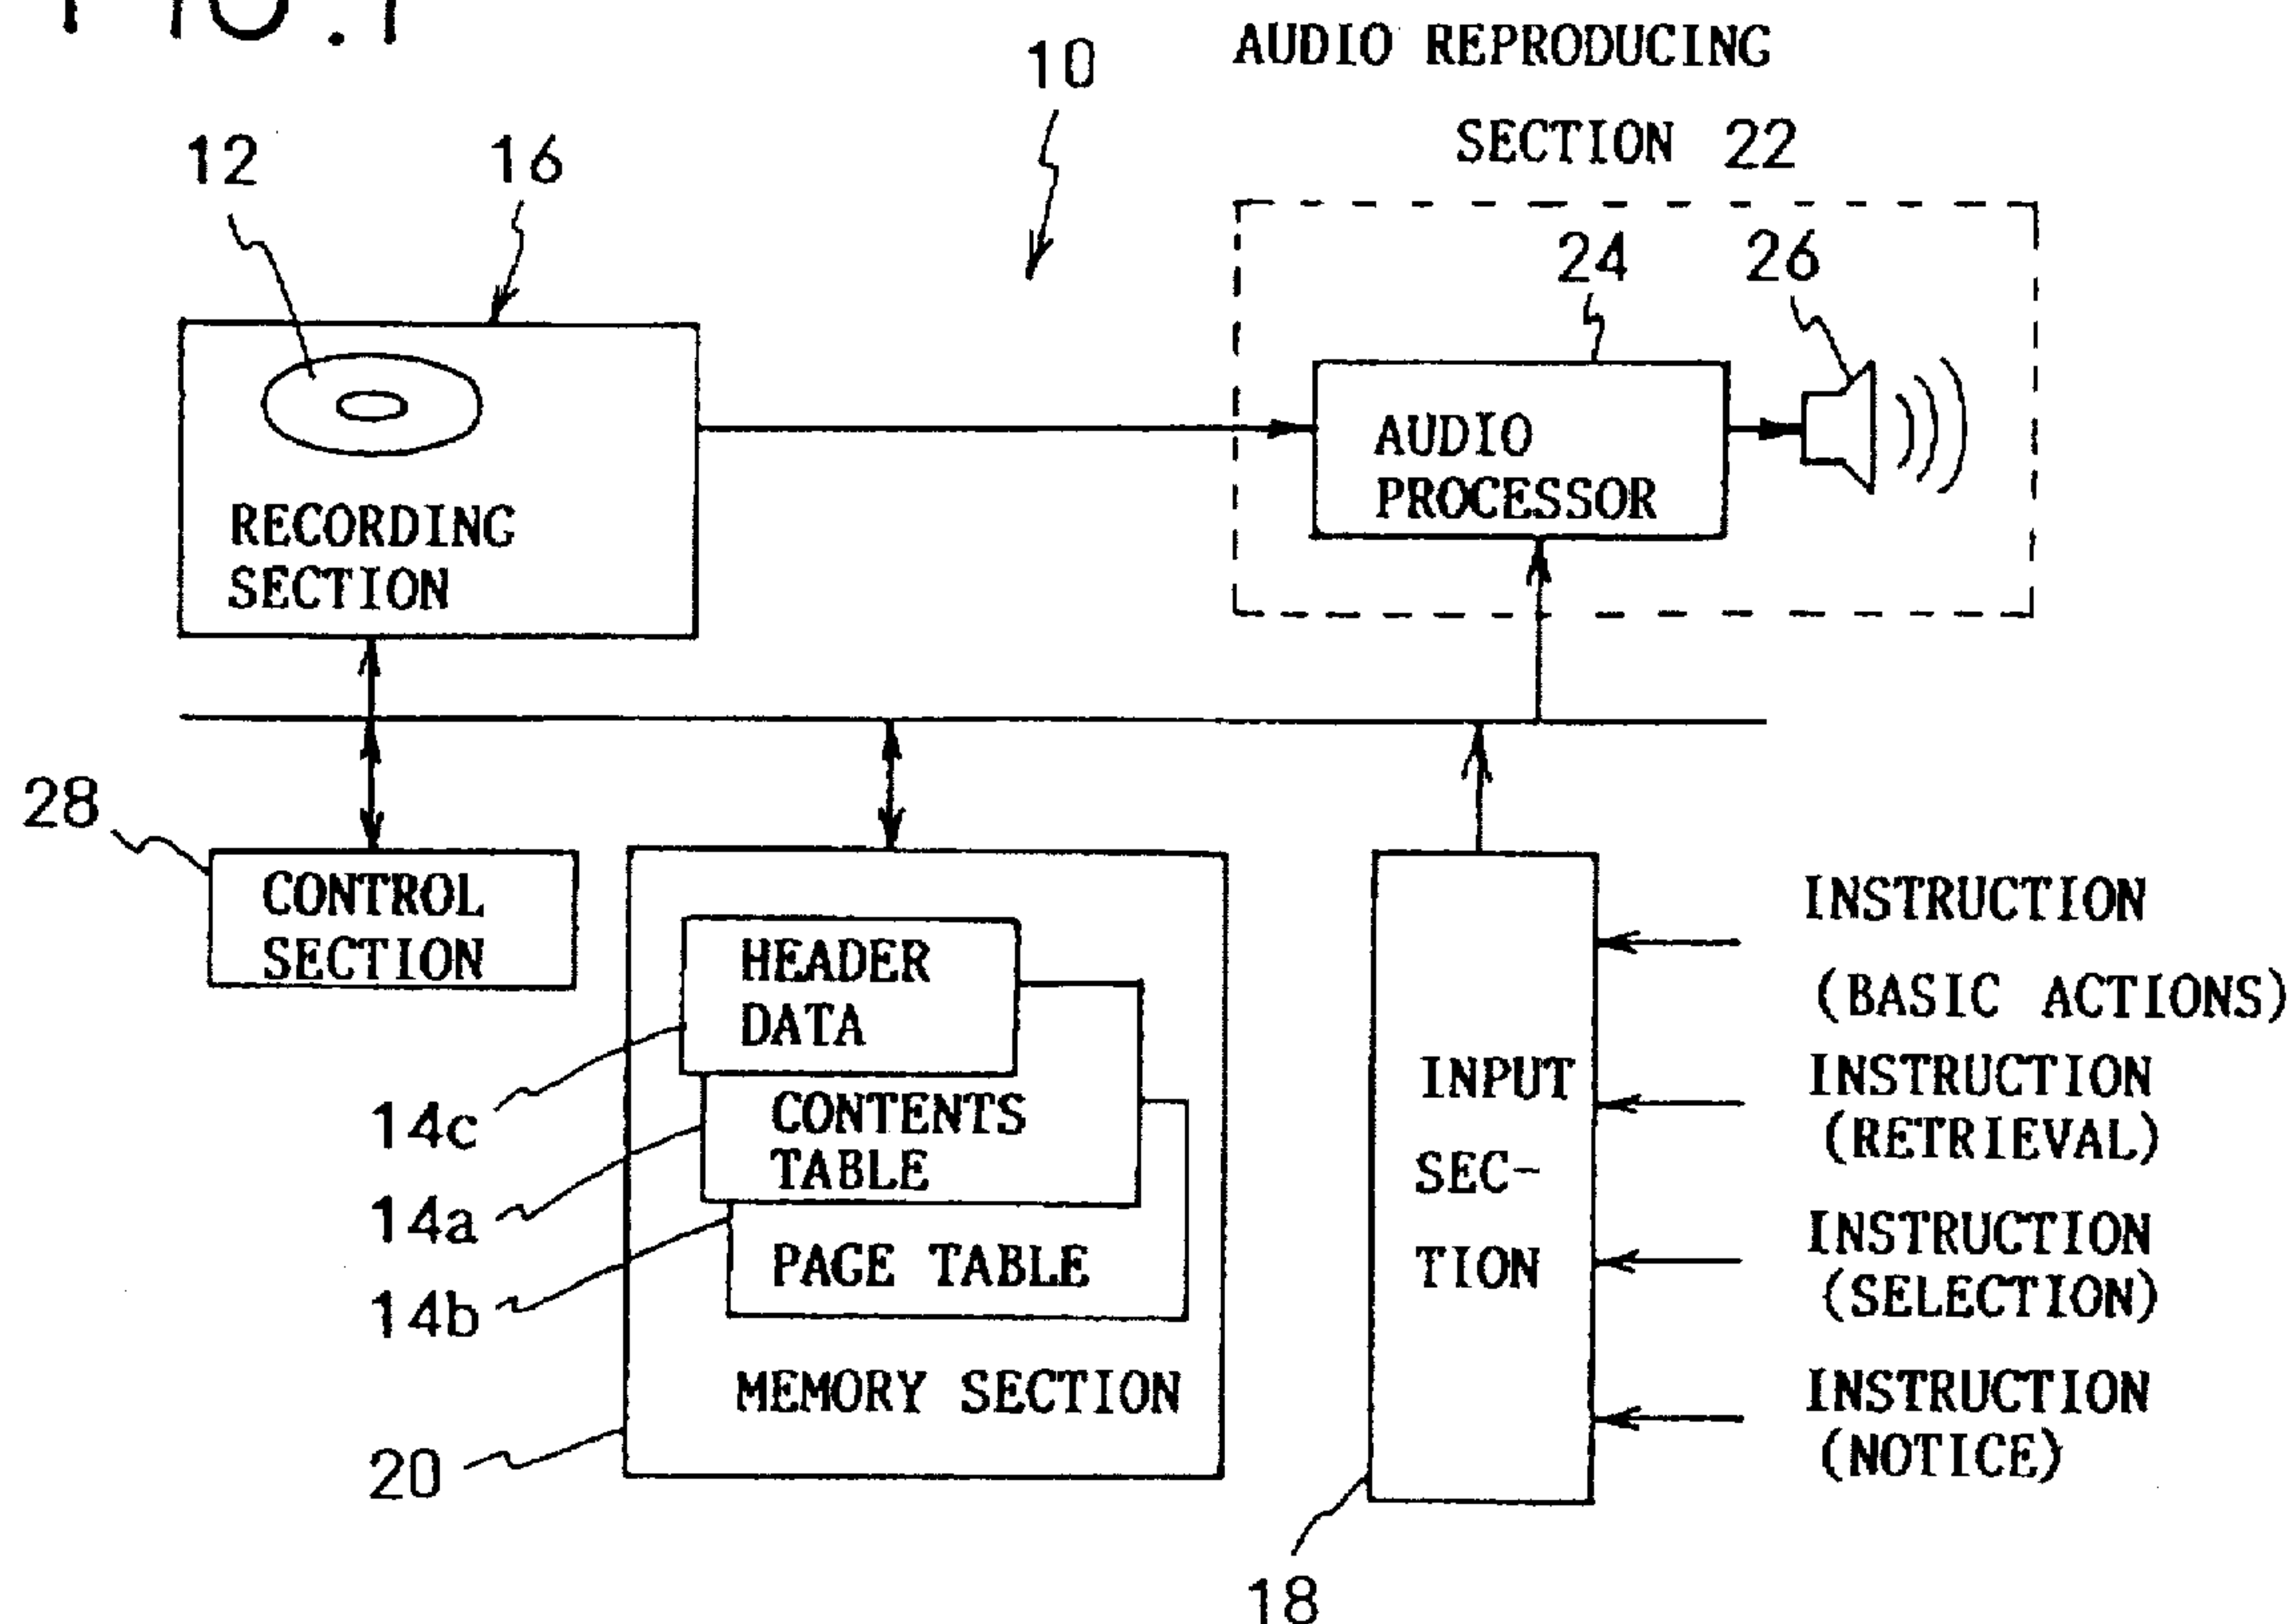 FIG.1
10
AUDIO REPRODUCING
SECTION 22
12
16
24
26
AUDIO
PROCESSOR
RECORDING
SECTION
28
CONTROL
SECTION
HEADER
DATA
14c
CONTENTS
TABLE
14a
PAGE TABLE
14b
MEMORY SECTION
20
INPUT
SEC-
TION
18
INSTRUCTION
(BASIC ACTIONS)
INSTRUCTION
(RETRIEVAL)
INSTRUCTION
(SELECTION)
INSTRUCTION
(NOTICE)